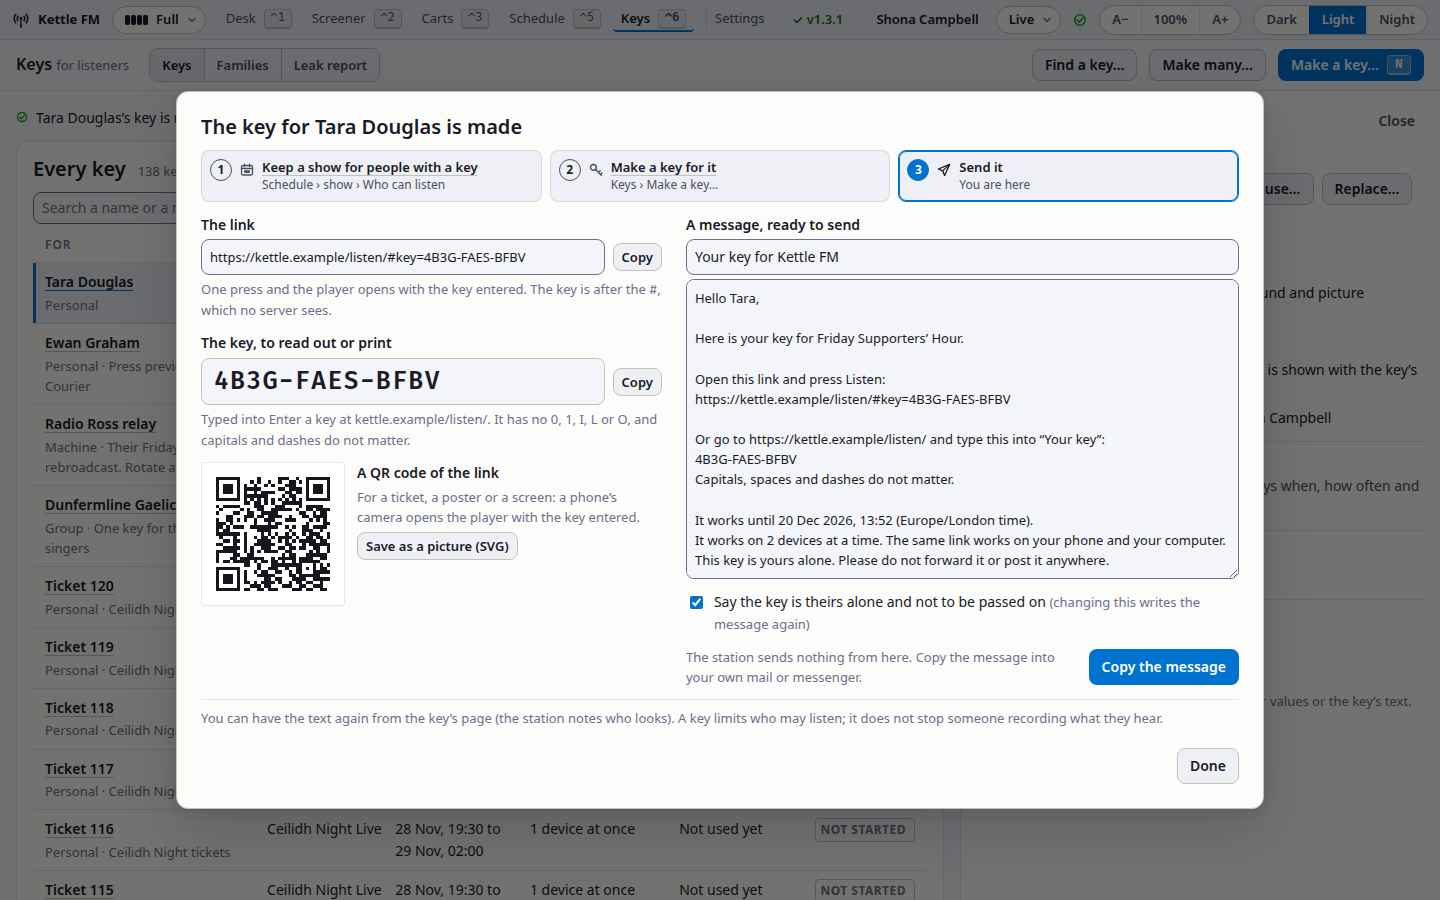 Kettle FM
Full
Desk ^1
Screener ^2
Carts ^3
Schedule ^5
Keys ^6
Settings
v1.3.1
Shona Campbell
Live
A−
100%
A+
Dark
Light
Night
Keys for listeners
Keys
Families
Leak report
Find a key...
Make many...
Make a key... N
Tara Douglas's key is
Close
The key for Tara Douglas is made
1 Keep a show for people with a key
Schedule › show › Who can listen
2 Make a key for it
Keys › Make a key...
3 Send it
You are here
The link
https://kettle.example/listen/#key=4B3G-FAES-BFBV
Copy
One press and the player opens with the key entered. The key is after the #,
which no server sees.
The key, to read out or print
4B3G-FAES-BFBV
Copy
Typed into Enter a key at kettle.example/listen/. It has no 0, 1, I, L or O, and
capitals and dashes do not matter.
A QR code of the link
For a ticket, a poster or a screen: a phone's
camera opens the player with the key entered.
Save as a picture (SVG)
A message, ready to send
Your key for Kettle FM
Hello Tara,
Here is your key for Friday Supporters' Hour.
Open this link and press Listen:
https://kettle.example/listen/#key=4B3G-FAES-BFBV
Or go to https://kettle.example/listen/ and type this into “Your key”:
4B3G-FAES-BFBV
Capitals, spaces and dashes do not matter.
It works until 20 Dec 2026, 13:52 (Europe/London time).
It works on 2 devices at a time. The same link works on your phone and your computer.
This key is yours alone. Please do not forward it or post it anywhere.
Say the key is theirs alone and not to be passed on (changing this writes the
message again)
The station sends nothing from here. Copy the message into
your own mail or messenger.
Copy the message
You can have the text again from the key's page (the station notes who looks). A key limits who may listen; it does not stop someone recording what they hear.
Done
Every key 138
Search a name or a
FOR
Tara Douglas
Personal
Ewan Graham
Personal · Press
Courier
Radio Ross relay
Machine · Their Friday
rebroadcast. Rotate a
Dunfermline Gaelic
Group · One key for
singers
Ticket 120
Personal · Ceilidh
Ticket 119
Personal · Ceilidh
Ticket 118
Personal · Ceilidh
Ticket 117
Personal · Ceilidh
Ticket 116
Personal · Ceilidh Night tickets
Ceilidh Night Live
28 Nov, 19:30 to
29 Nov, 02:00
1 device at once
Not used yet
NOT STARTED
Ticket 115
Ceilidh Night Live
28 Nov, 19:30 to
1 device at once
Not used yet
NOT STARTED
Replace...
and picture
is shown with the key's
Campbell
when, how often and
values or the key's text.